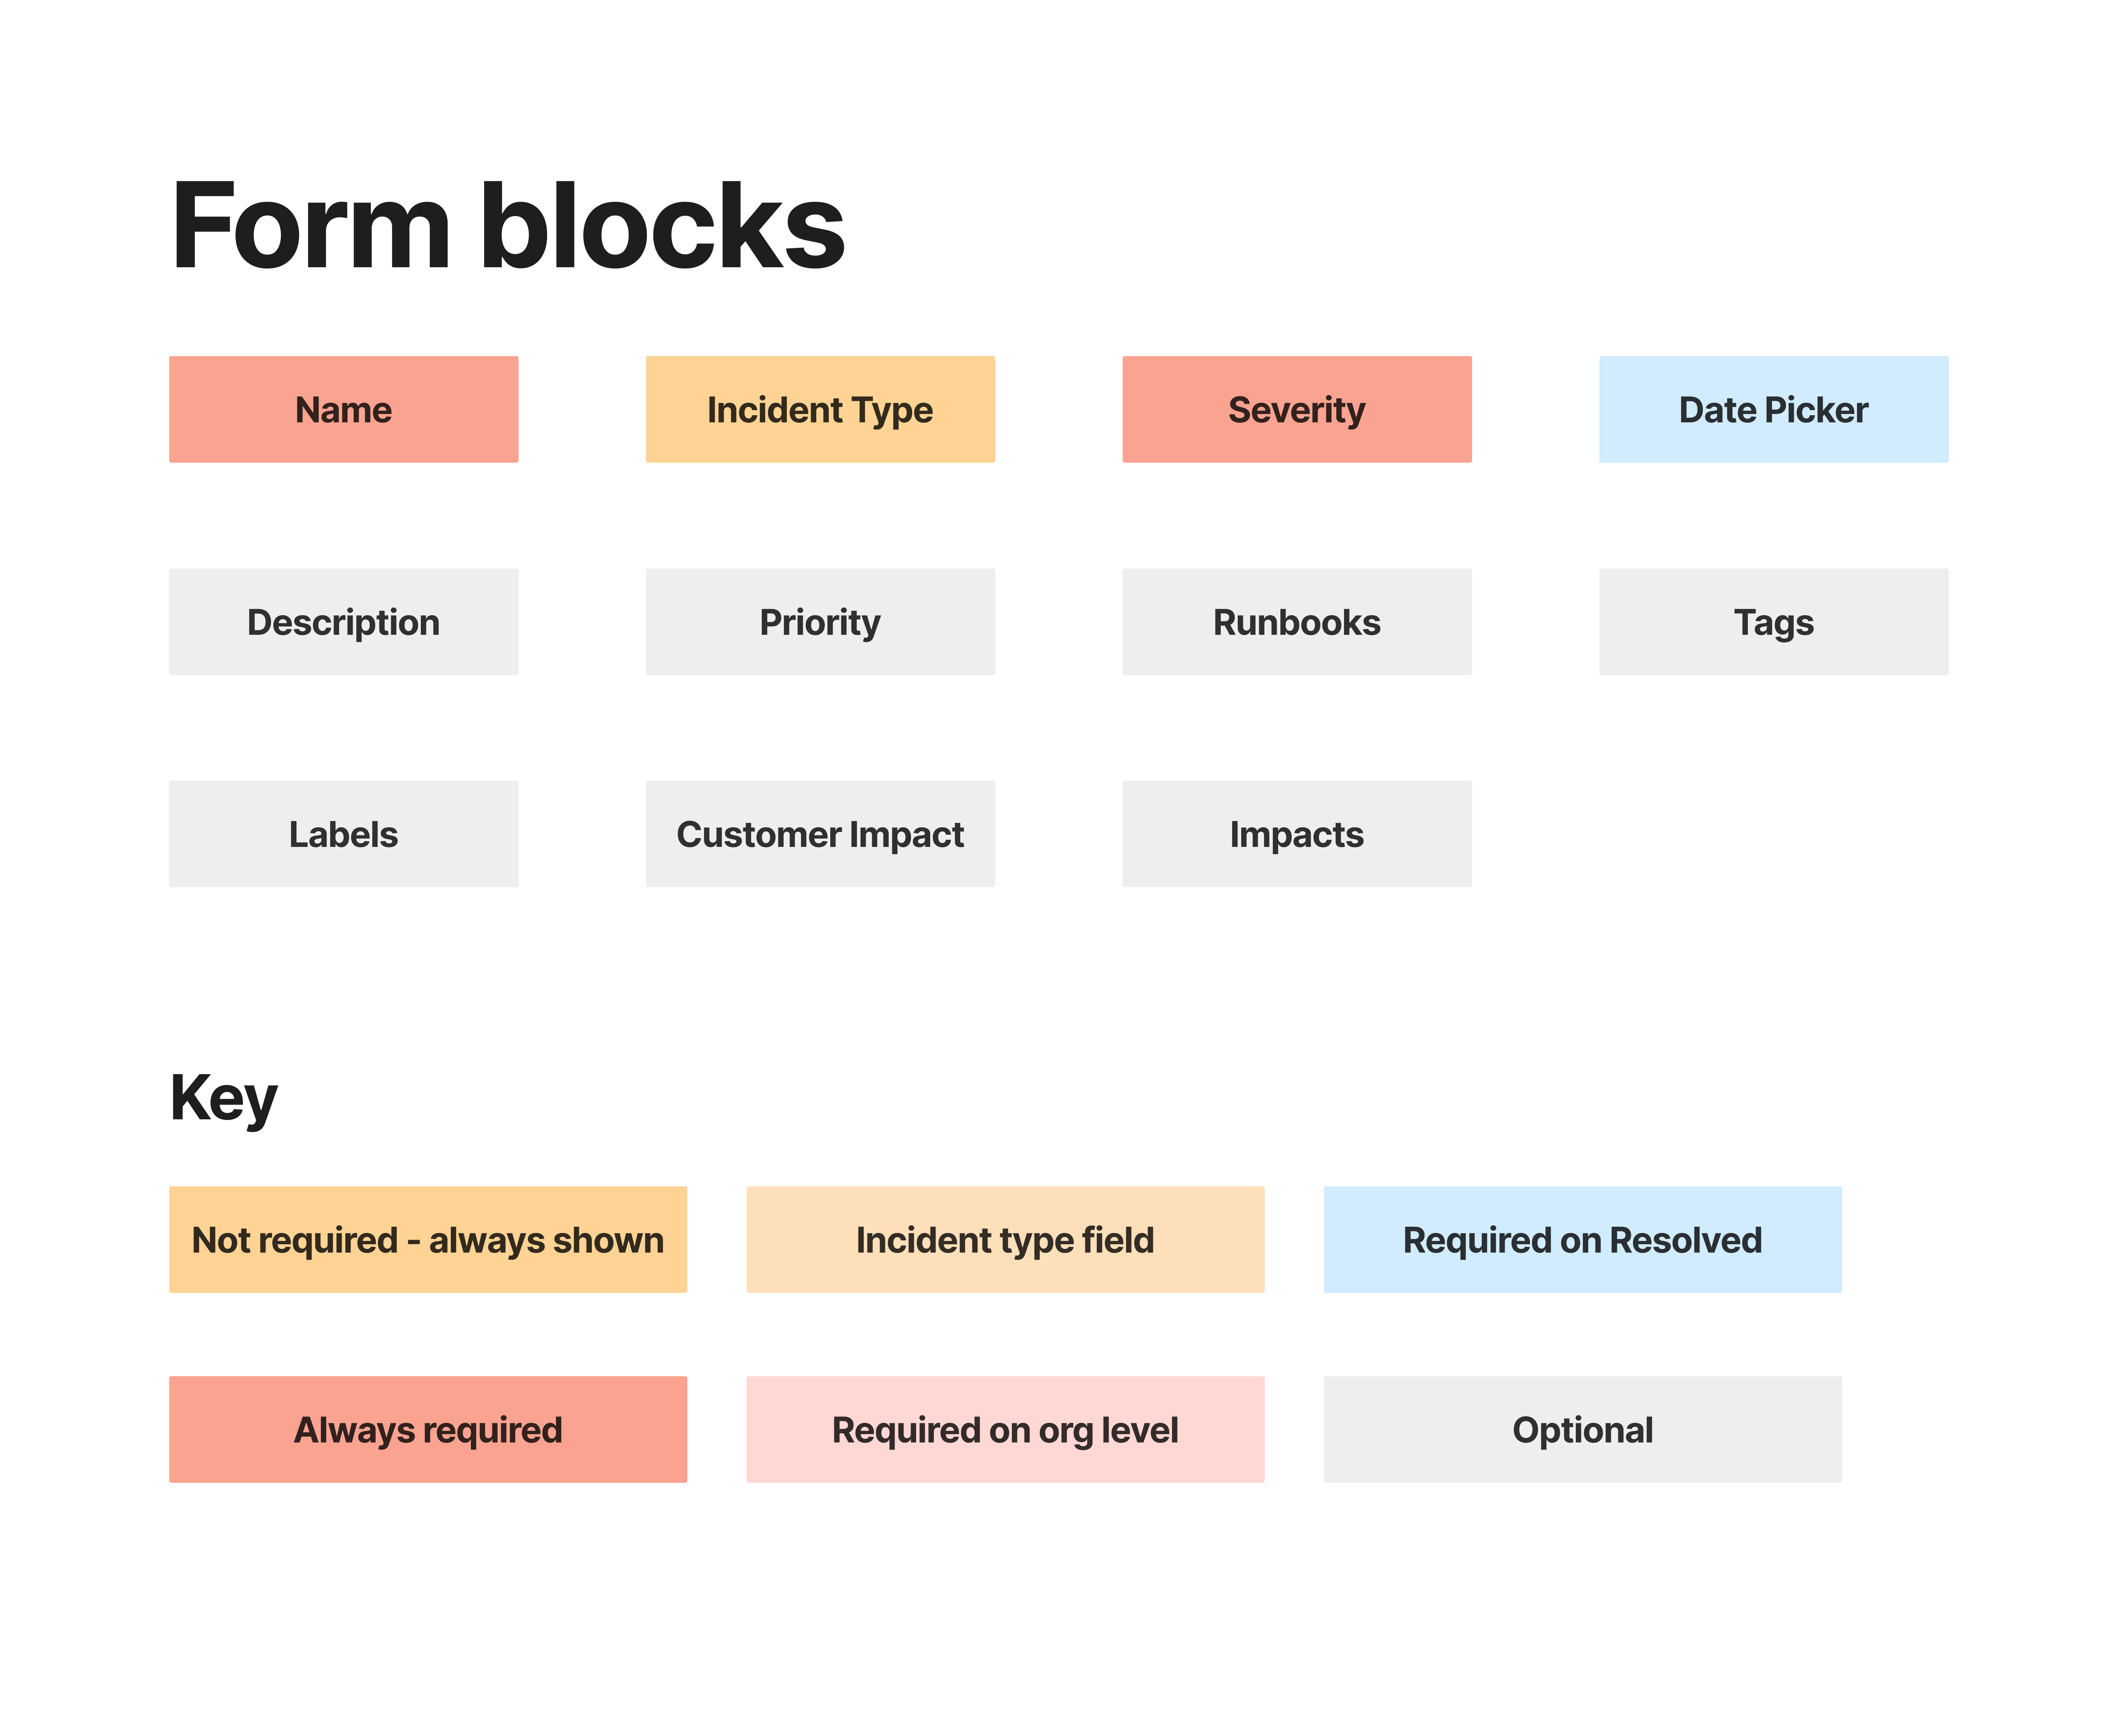 Form blocks
Name
Incident Type
Severity
Date Picker
Description
Priority
Runbooks
Tags
Labels
Customer Impact
Impacts
Key
Not required - always shown
Incident type field
Required on Resolved
Always required
Required on org level
Optional